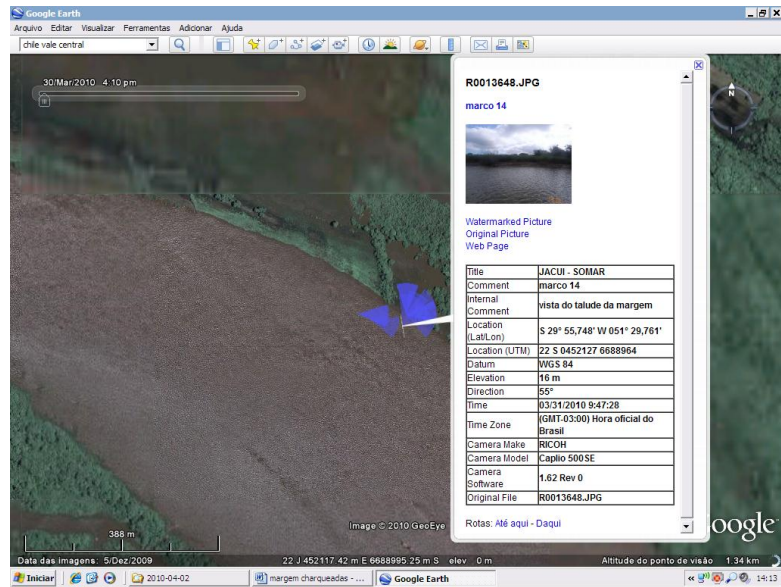 Google Earth
Arquivo Editar Visualizar Ferramentas Adicionar Ajuda
chile vale central
30/Mar/2010 4:10 pm
R0013648.JPG
marco 14
Watermarked Picture
Original Picture
Web Page
Title JACUI - SOMAR
Comment marco 14
Internal Comment vista do talude da margem
Location (Lat/Lon) S 29° 55,748' W 051° 29,761'
Location (UTM) 22 S 0452127 6688964
Datum WGS 84
Elevation 16 m
Direction 55°
Time 03/31/2010 9:47:28
Time Zone (GMT-03:00) Hora oficial do Brasil
Camera Make RICOH
Camera Model Caplio 500SE
Camera Software 1.62 Rev 0
Original File R0013648.JPG
Rotas: Até aqui - Daqui
N
388 m
Image © 2010 GeoEye
oogle
Data das imagens: 5/Dez/2009 22 J 452117.42 m E 6688995.25 m S elev 0 m Altitude do ponto de visão 1.34 km
Iniciar 2010-04-02 margem charqueadas - ... Google Earth 14:13